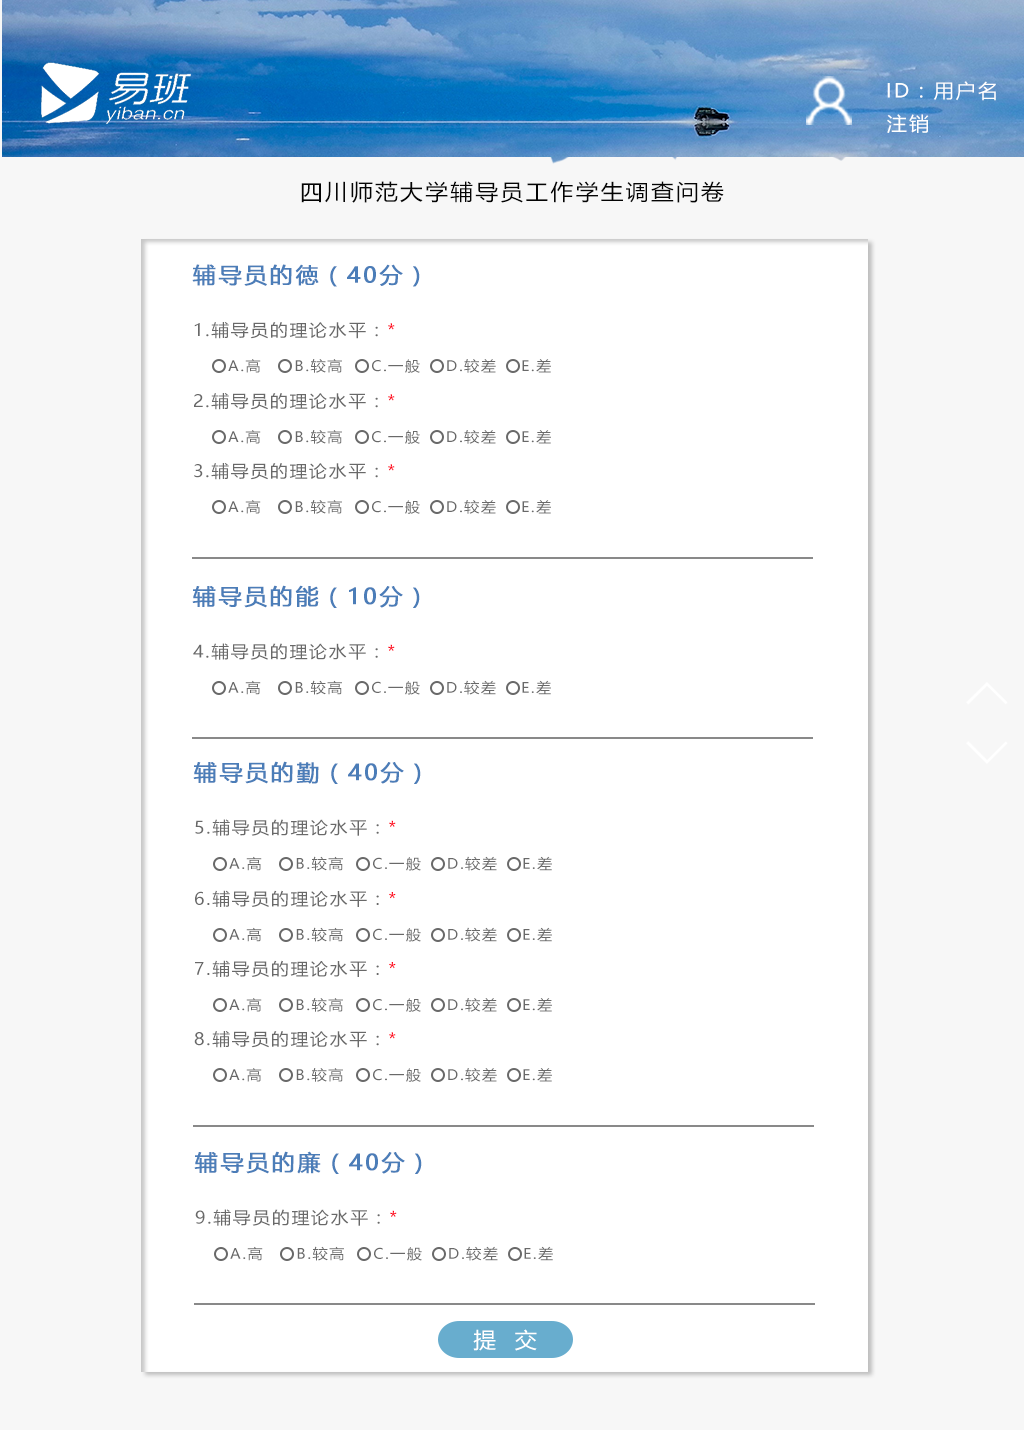 易班
yiban.cn
ID：用户名
注销
四川师范大学辅导员工作学生调查问卷
辅导员的德（40分）
1.辅导员的理论水平：*
A.高 B.较高 C.一般 D.较差 E.差
2.辅导员的理论水平：*
A.高 B.较高 C.一般 D.较差 E.差
3.辅导员的理论水平：*
A.高 B.较高 C.一般 D.较差 E.差
辅导员的能（10分）
4.辅导员的理论水平：*
A.高 B.较高 C.一般 D.较差 E.差
辅导员的勤（40分）
5.辅导员的理论水平：*
A.高 B.较高 C.一般 D.较差 E.差
6.辅导员的理论水平：*
A.高 B.较高 C.一般 D.较差 E.差
7.辅导员的理论水平：*
A.高 B.较高 C.一般 D.较差 E.差
8.辅导员的理论水平：*
A.高 B.较高 C.一般 D.较差 E.差
辅导员的廉（40分）
9.辅导员的理论水平：*
A.高 B.较高 C.一般 D.较差 E.差
提 交